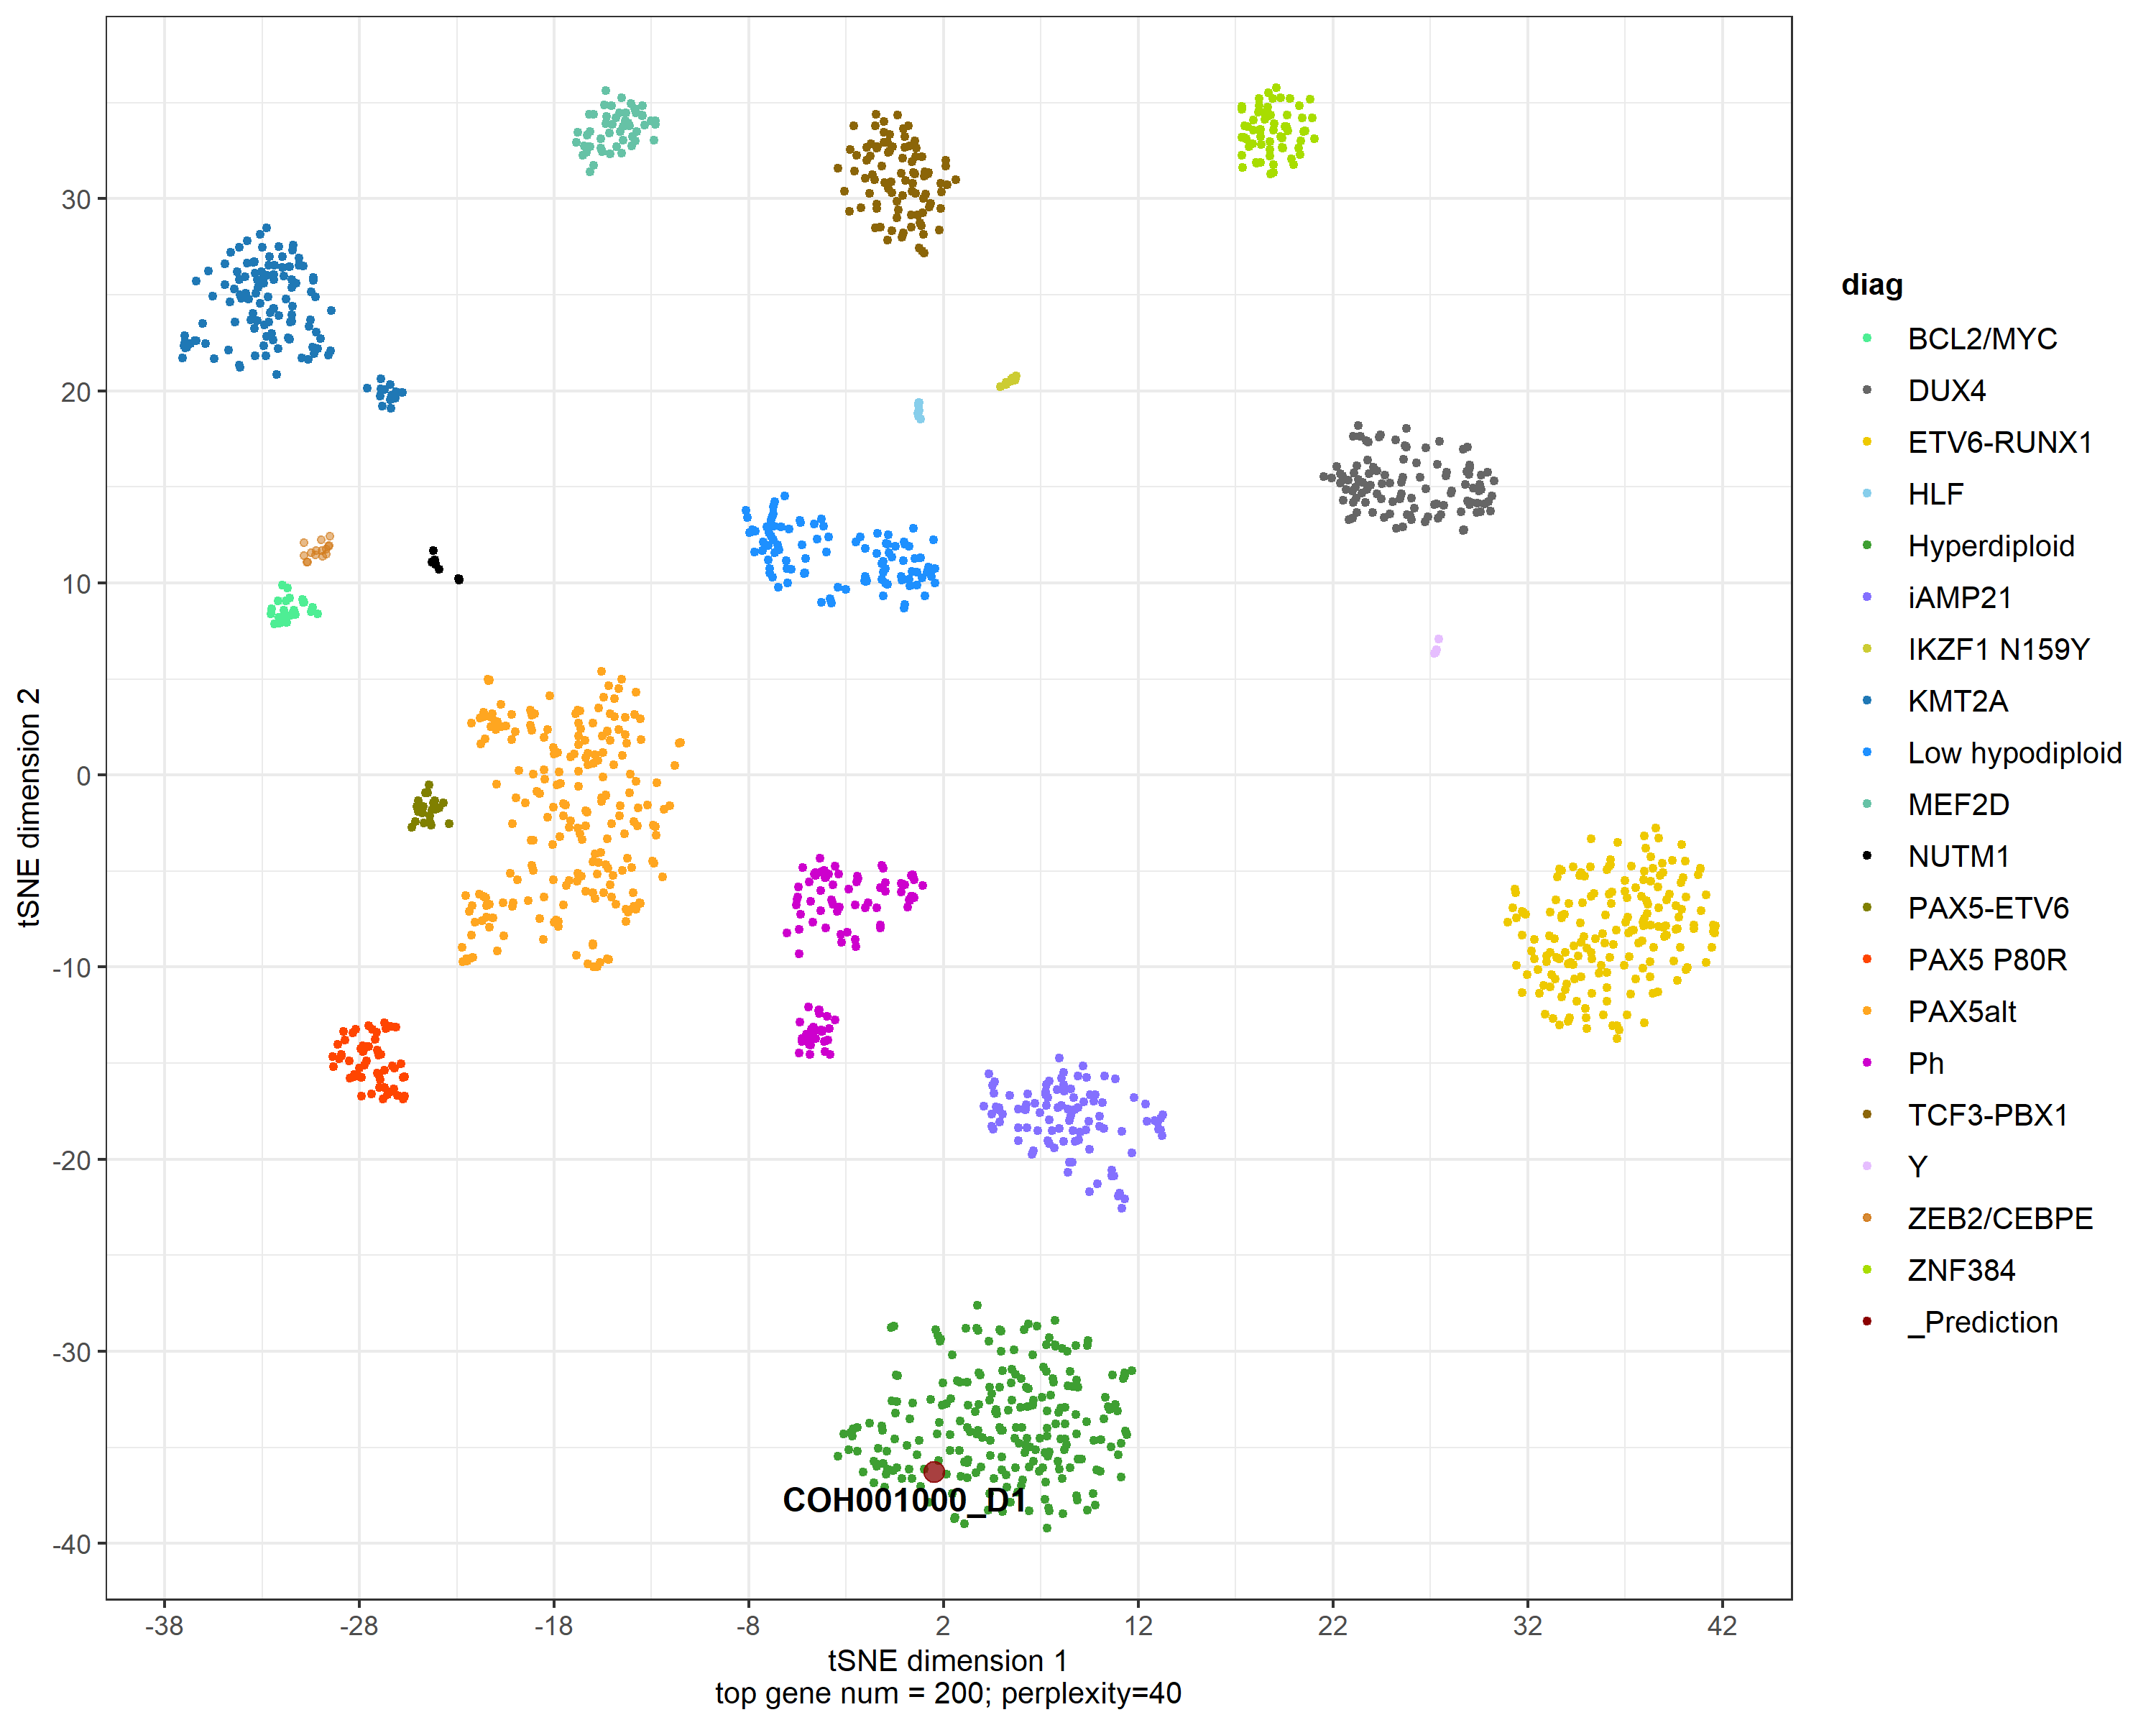 30
20
10
0
-10
-20
-30
-40
tSNE dimension 2
COH001000_D1
-38 -28 -18 -8 2 12 22 32 42
tSNE dimension 1
top gene num = 200; perplexity=40
diag
BCL2/MYC
DUX4
ETV6-RUNX1
HLF
Hyperdiploid
iAMP21
IKZF1 N159Y
KMT2A
Low hypodiploid
MEF2D
NUTM1
PAX5-ETV6
PAX5 P80R
PAX5alt
Ph
TCF3-PBX1
Y
ZEB2/CEBPE
ZNF384
_Prediction